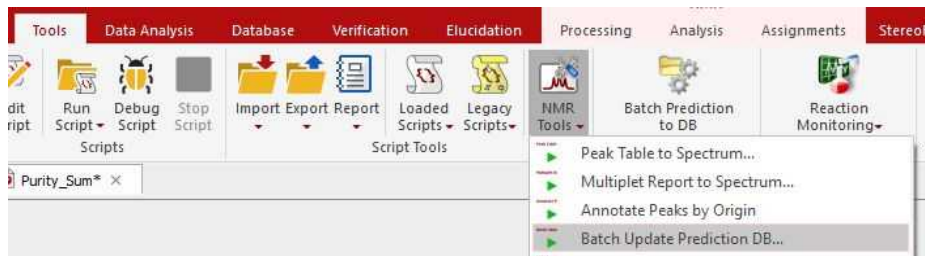 Tools Data Analysis Database Verification Elucidation Processing Analysis Assignments
Run Debug Stop Import Export Report Loaded Legacy NMR Batch Prediction Reaction
Script Script Script Scripts Scripts Tools to DB Monitoring
Scripts Script Tools
Peak Table to Spectrum...
Purity_Sum* × Multiplet Report to Spectrum...
Annotate Peaks by Origin
Batch Update Prediction DB...